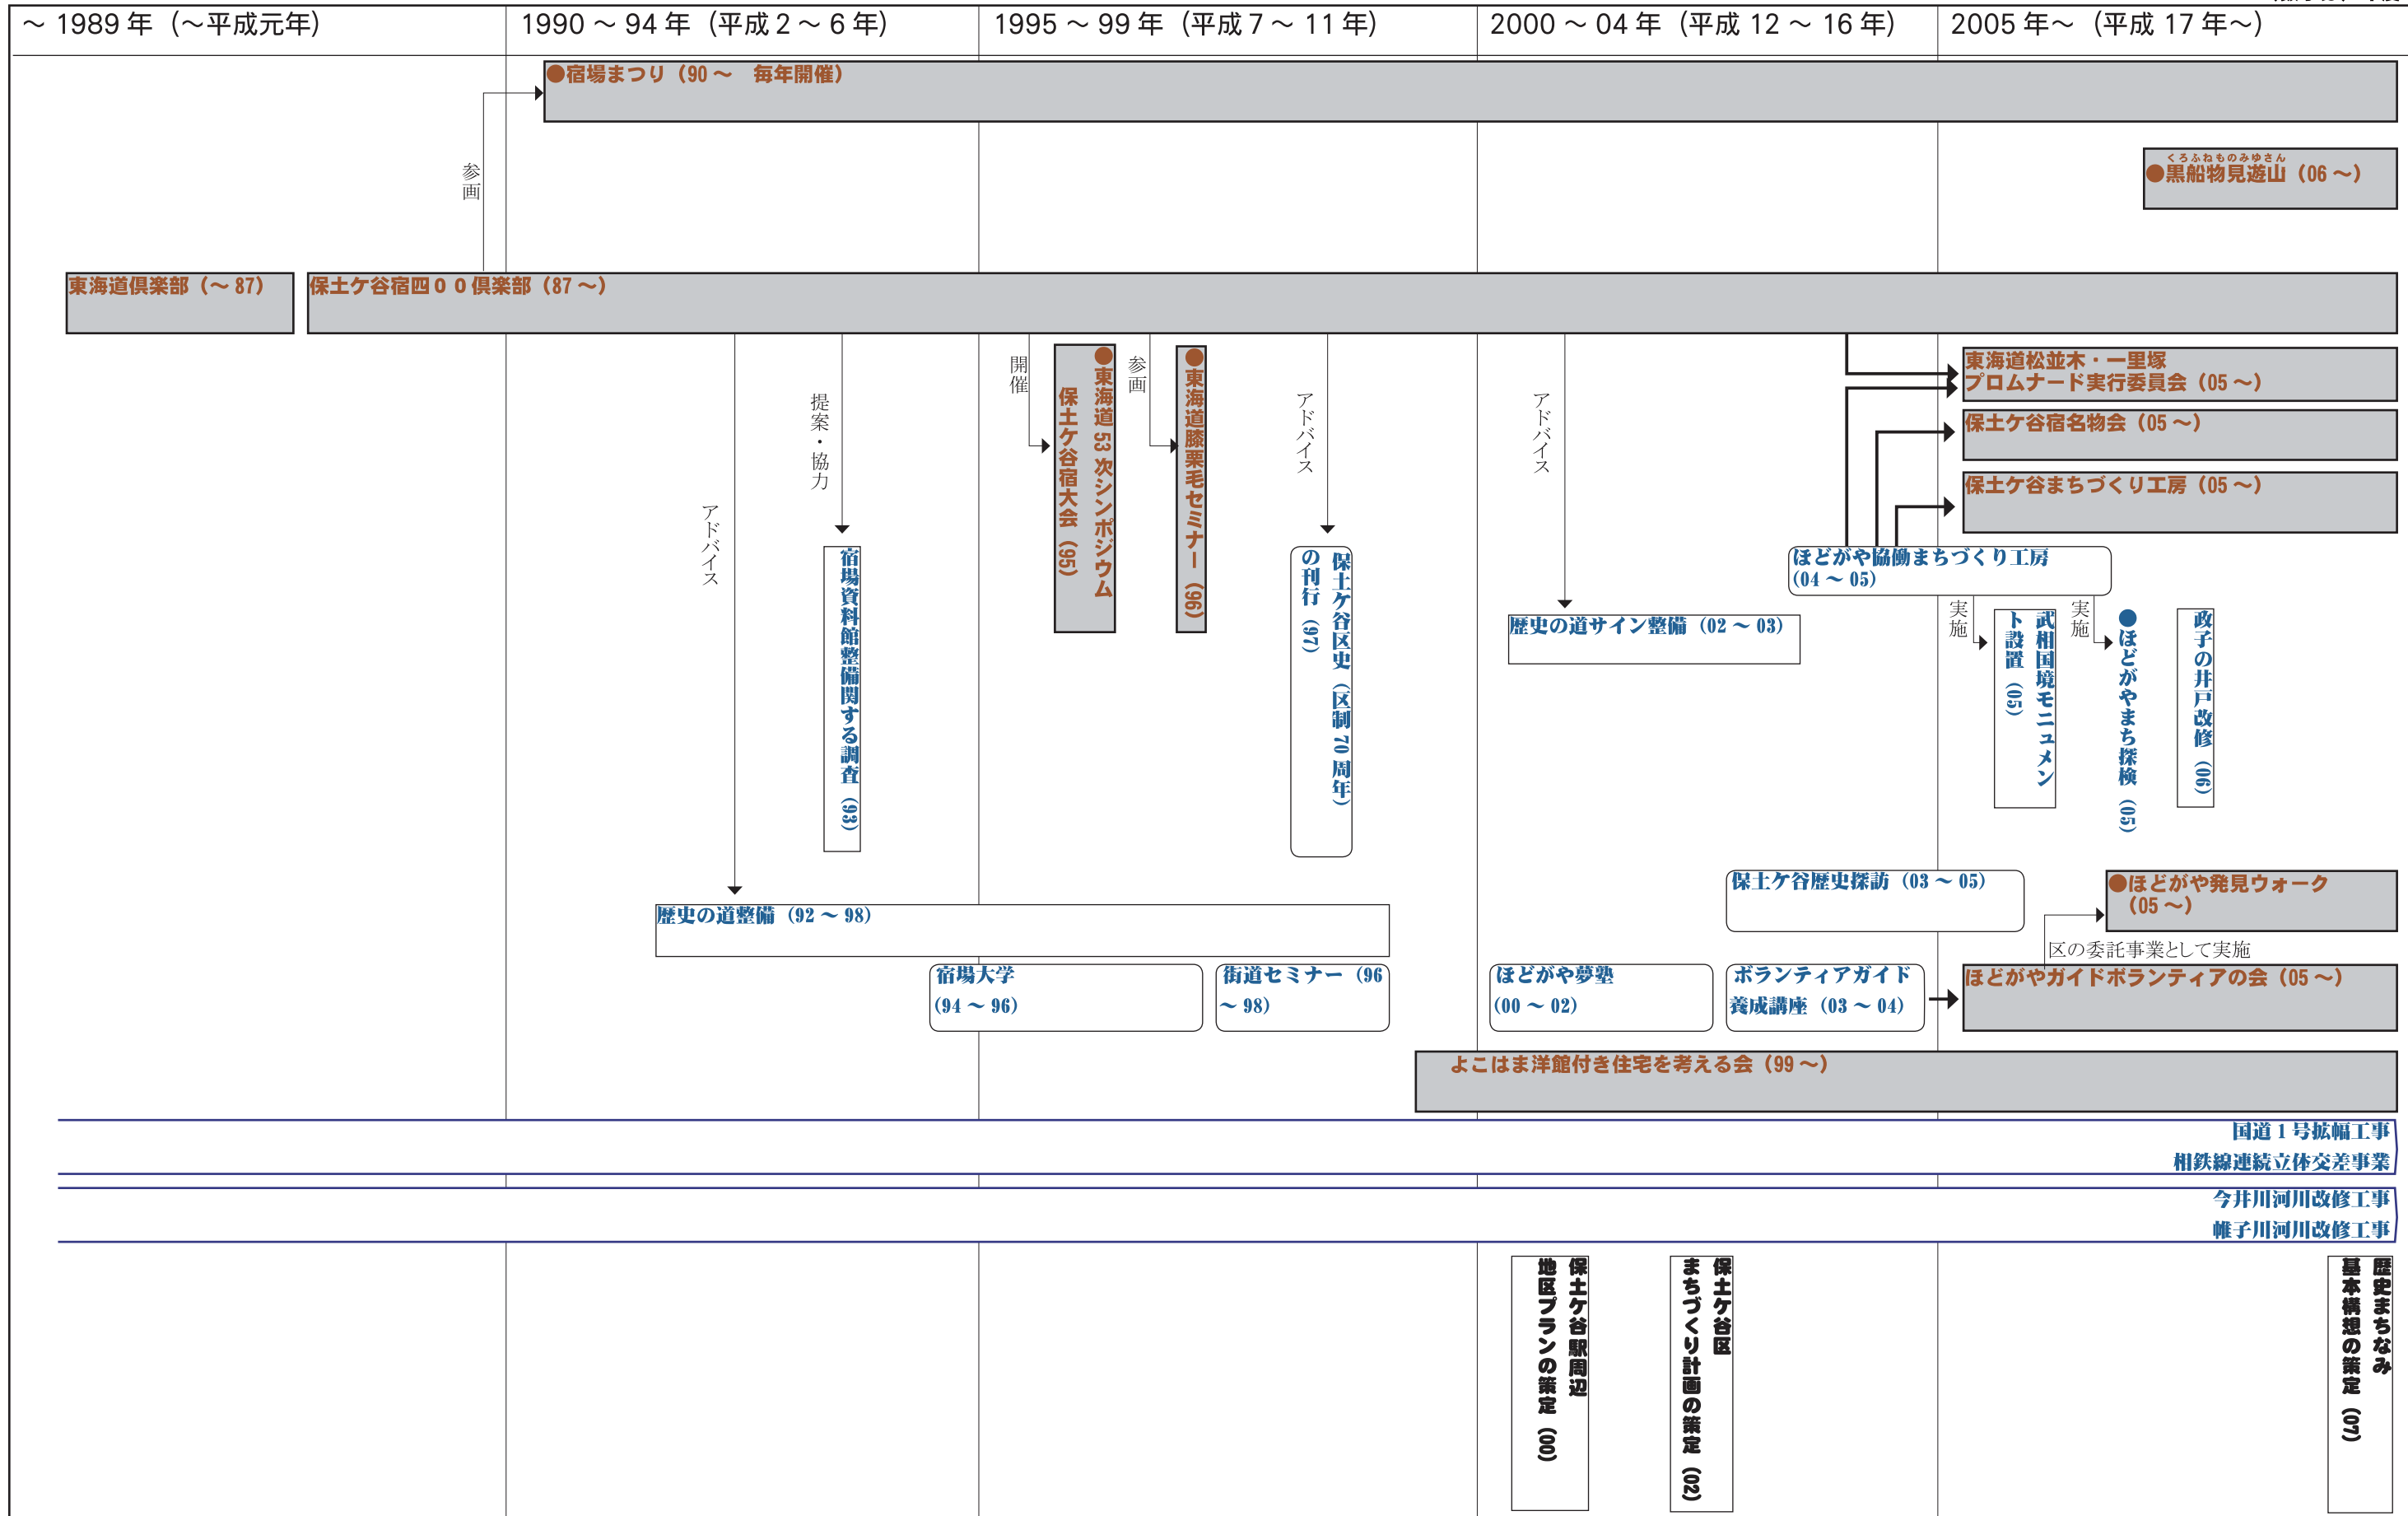 ～ 1989 年（～平成元年）
1990 ～ 94 年（平成 2 ～ 6 年）
1995 ～ 99 年（平成 7 ～ 11 年）
2000 ～ 04 年（平成 12 ～ 16 年）
2005 年～（平成 17 年～）
●宿場まつり（90 ～　毎年開催）
参画
くろふねものみゆさん
●黒船物見遊山（06 ～）
東海道倶楽部（～ 87）
保土ケ谷宿四００倶楽部（87 ～）
アドバイス
提案・協力
開催
●東海道 53 次シンポジウム
保土ケ谷宿大会（95）
参画
●東海道膝栗毛セミナー（96）
アドバイス
アドバイス
東海道松並木・一里塚
プロムナード実行委員会（05 ～）
保土ケ谷宿名物会（05 ～）
保土ケ谷まちづくり工房（05 ～）
宿場資料館整備関する調査（93）
保土ケ谷区史（区制 70 周年）
の刊行（97）
ほどがや協働まちづくり工房
(04 ～ 05)
歴史の道サイン整備（02 ～ 03）
実施
武相国境モニュメン
ト設置（05）
実施
●ほどがやまち探検（05）
政子の井戸改修（06）
保土ケ谷歴史探訪（03 ～ 05）
●ほどがや発見ウォーク
（05 ～）
歴史の道整備（92 ～ 98）
区の委託事業として実施
宿場大学
(94 ～ 96)
街道セミナー（96
～ 98）
ほどがや夢塾
(00 ～ 02)
ボランティアガイド
養成講座（03 ～ 04）
ほどがやガイドボランティアの会（05 ～）
よこはま洋館付き住宅を考える会（99 ～）
国道 1 号拡幅工事
相鉄線連続立体交差事業
今井川河川改修工事
帷子川河川改修工事
保土ケ谷駅周辺
地区プランの策定（00）
保土ケ谷区
まちづくり計画の策定（02）
歴史まちなみ
基本構想の策定（07）